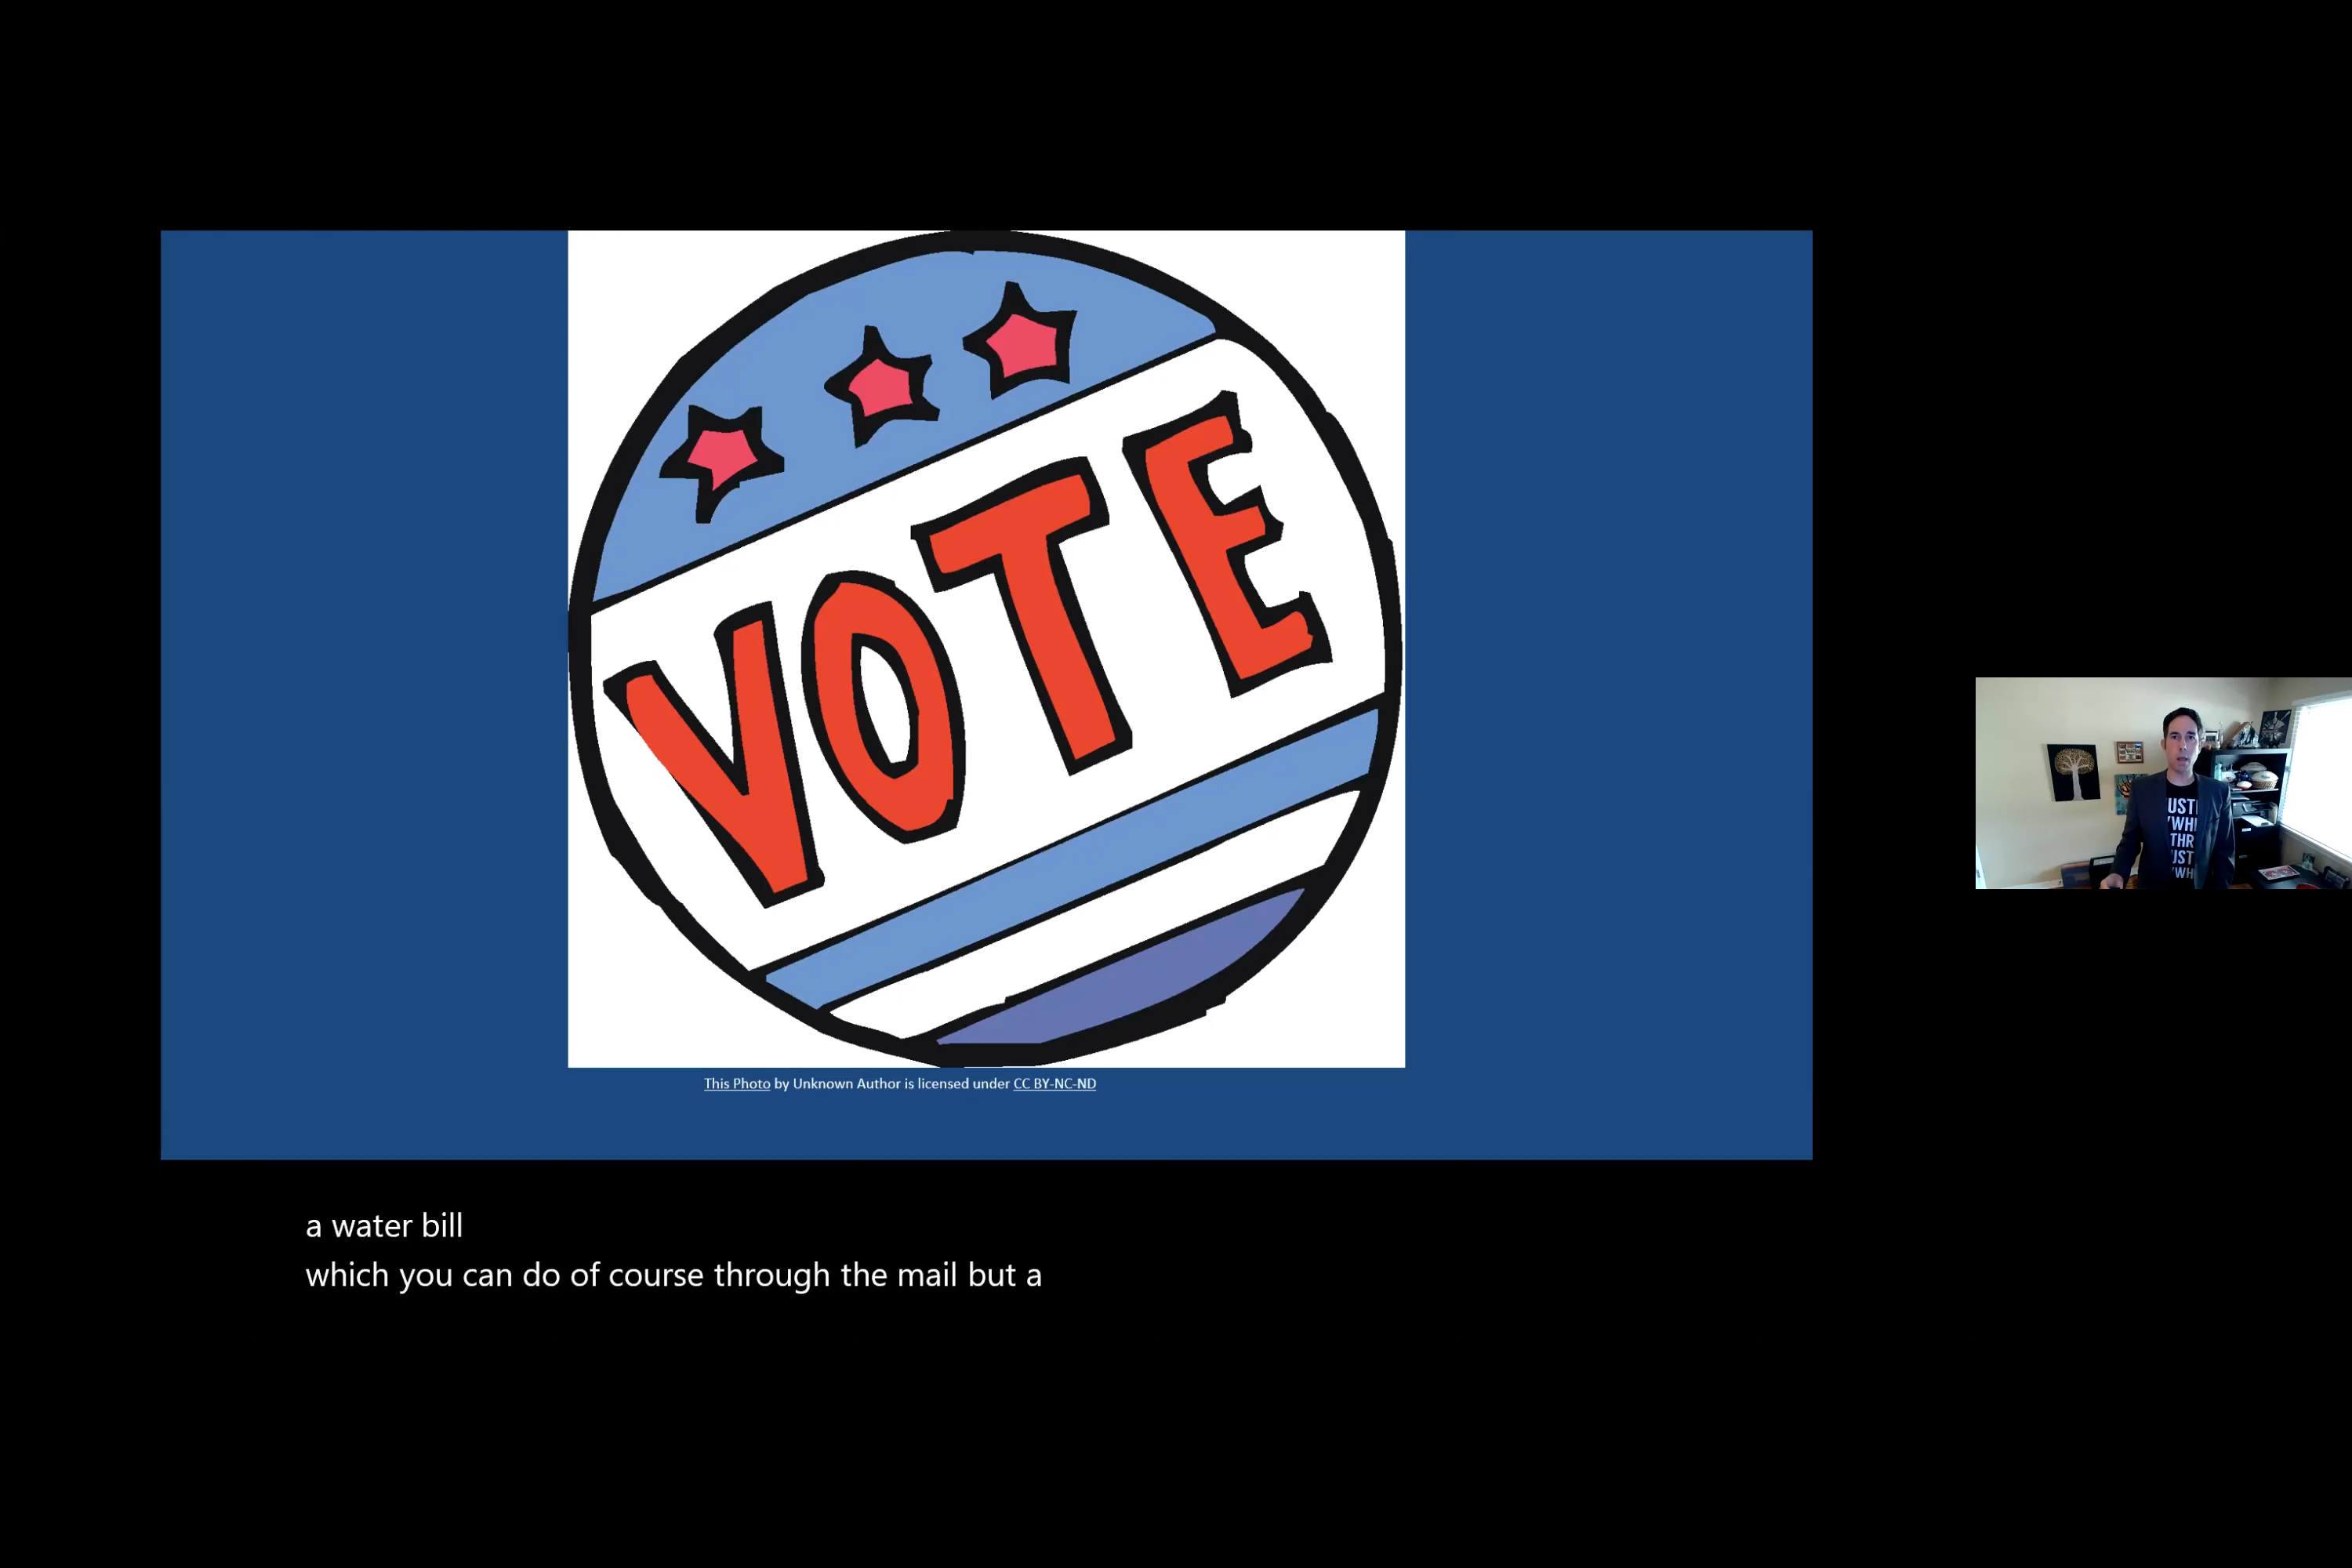 VOTE
This Photo by Unknown Author is licensed under CC BY-NC-ND
a water bill
which you can do of course through the mail but a